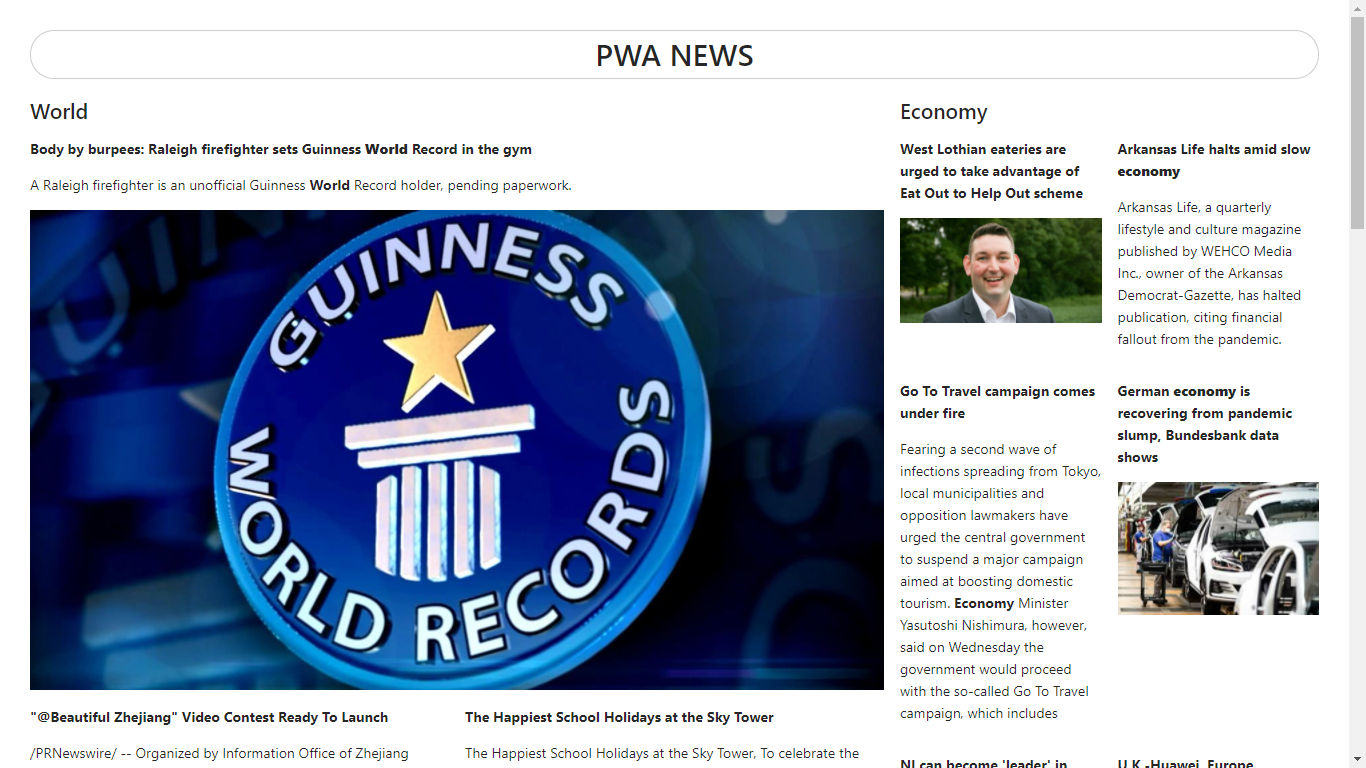 PWA NEWS
World
Body by burpees: Raleigh firefighter sets Guinness World Record in the gym
A Raleigh firefighter is an unofficial Guinness World Record holder, pending paperwork.
GUINNESS
WORLD RECORDS
"@Beautiful Zhejiang" Video Contest Ready To Launch
/PRNewswire/ -- Organized by Information Office of Zhejiang
The Happiest School Holidays at the Sky Tower
The Happiest School Holidays at the Sky Tower, To celebrate the
Economy
West Lothian eateries are
urged to take advantage of
Eat Out to Help Out scheme
Arkansas Life halts amid slow
economy
Arkansas Life, a quarterly
lifestyle and culture magazine
published by WEHCO Media
Inc., owner of the Arkansas
Democrat-Gazette, has halted
publication, citing financial
fallout from the pandemic.
Go To Travel campaign comes
under fire
Fearing a second wave of
infections spreading from Tokyo,
local municipalities and
opposition lawmakers have
urged the central government
to suspend a major campaign
aimed at boosting domestic
tourism. Economy Minister
Yasutoshi Nishimura, however,
said on Wednesday the
government would proceed
with the so-called Go To Travel
campaign, which includes
German economy is
recovering from pandemic
slump, Bundesbank data
shows
NI can become 'leader' in
U.K.-Huawei, Europe